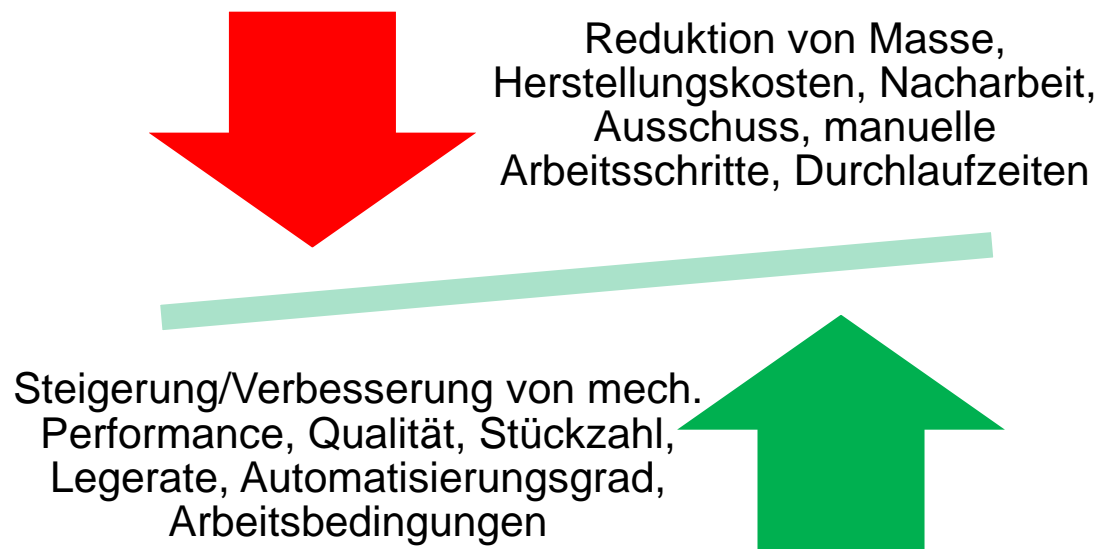 Reduktion von Masse,
Herstellungskosten, Nacharbeit,
Ausschuss, manuelle
Arbeitsschritte, Durchlaufzeiten
Steigerung/Verbesserung von mech.
Performance, Qualität, Stückzahl,
Legerate, Automatisierungsgrad,
Arbeitsbedingungen